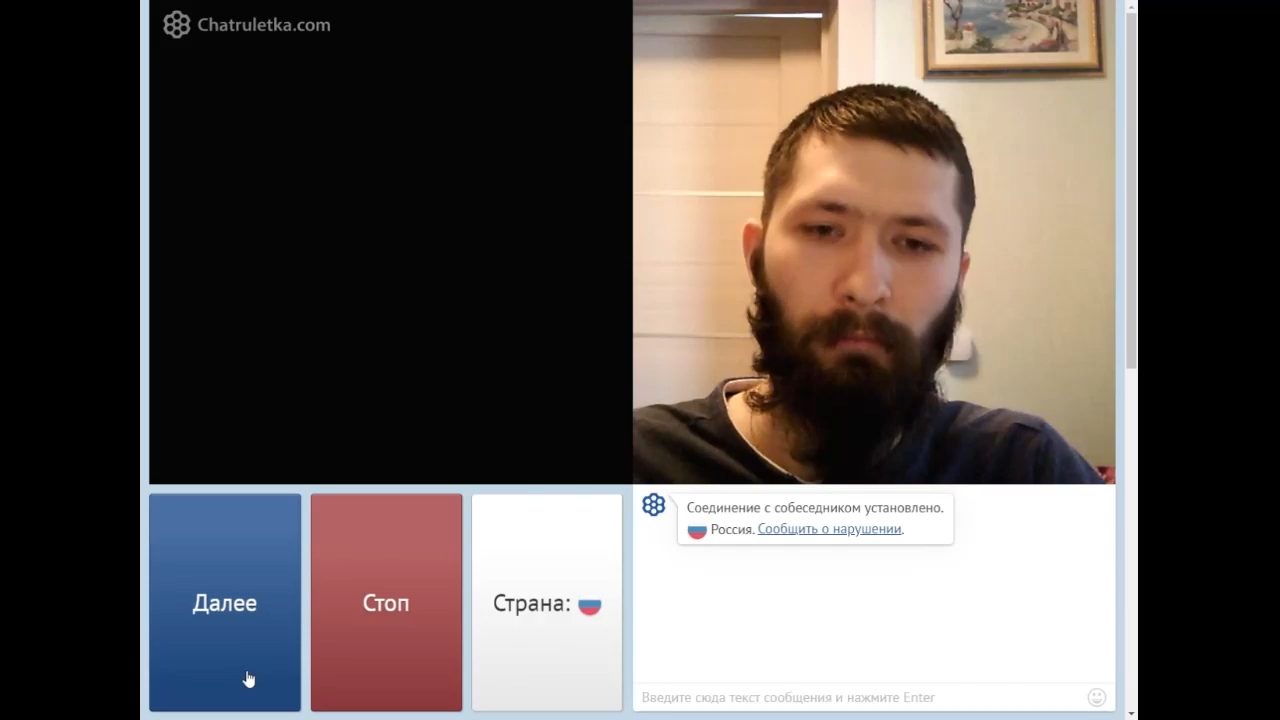 Chatruletka.com
Соединение с собеседником установлено.
Россия. Сообщить о нарушении.
Далее
Стоп
Страна:
Введите сюда текст сообщения и нажмите Enter